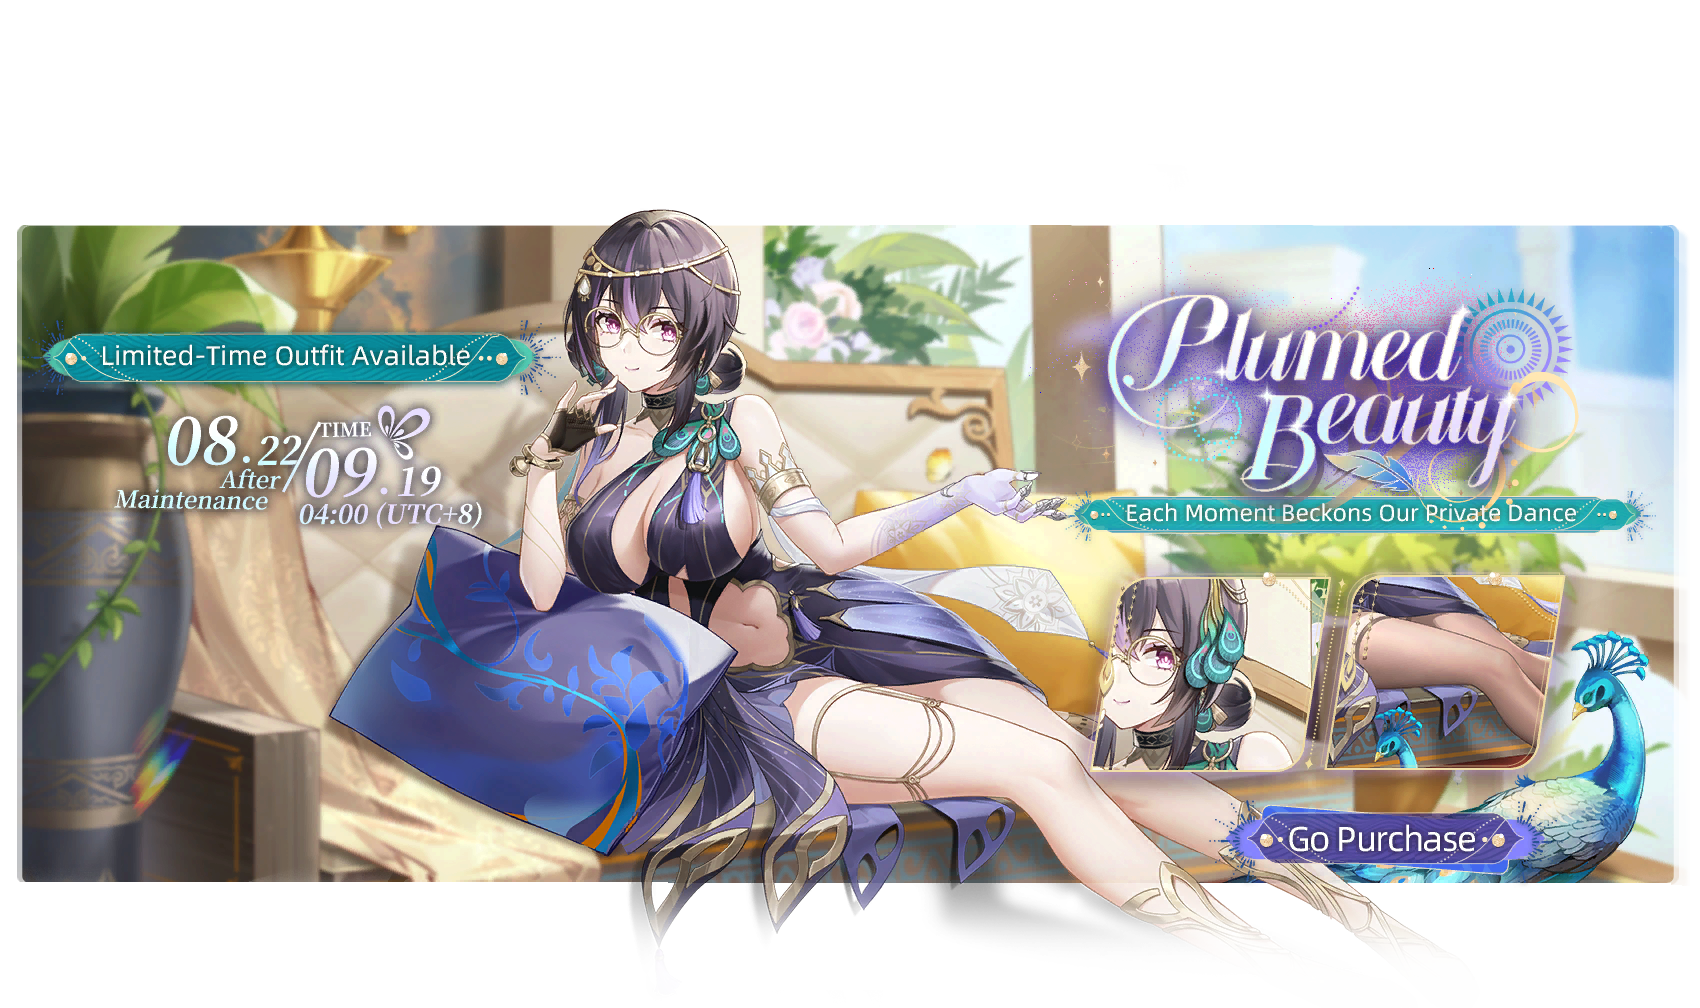 Limited-Time Outfit Available
08.22
After
Maintenance
TIME
09.19
04:00 (UTC+8)
Plumed
Beauty
Each Moment Beckons Our Private Dance
Go Purchase